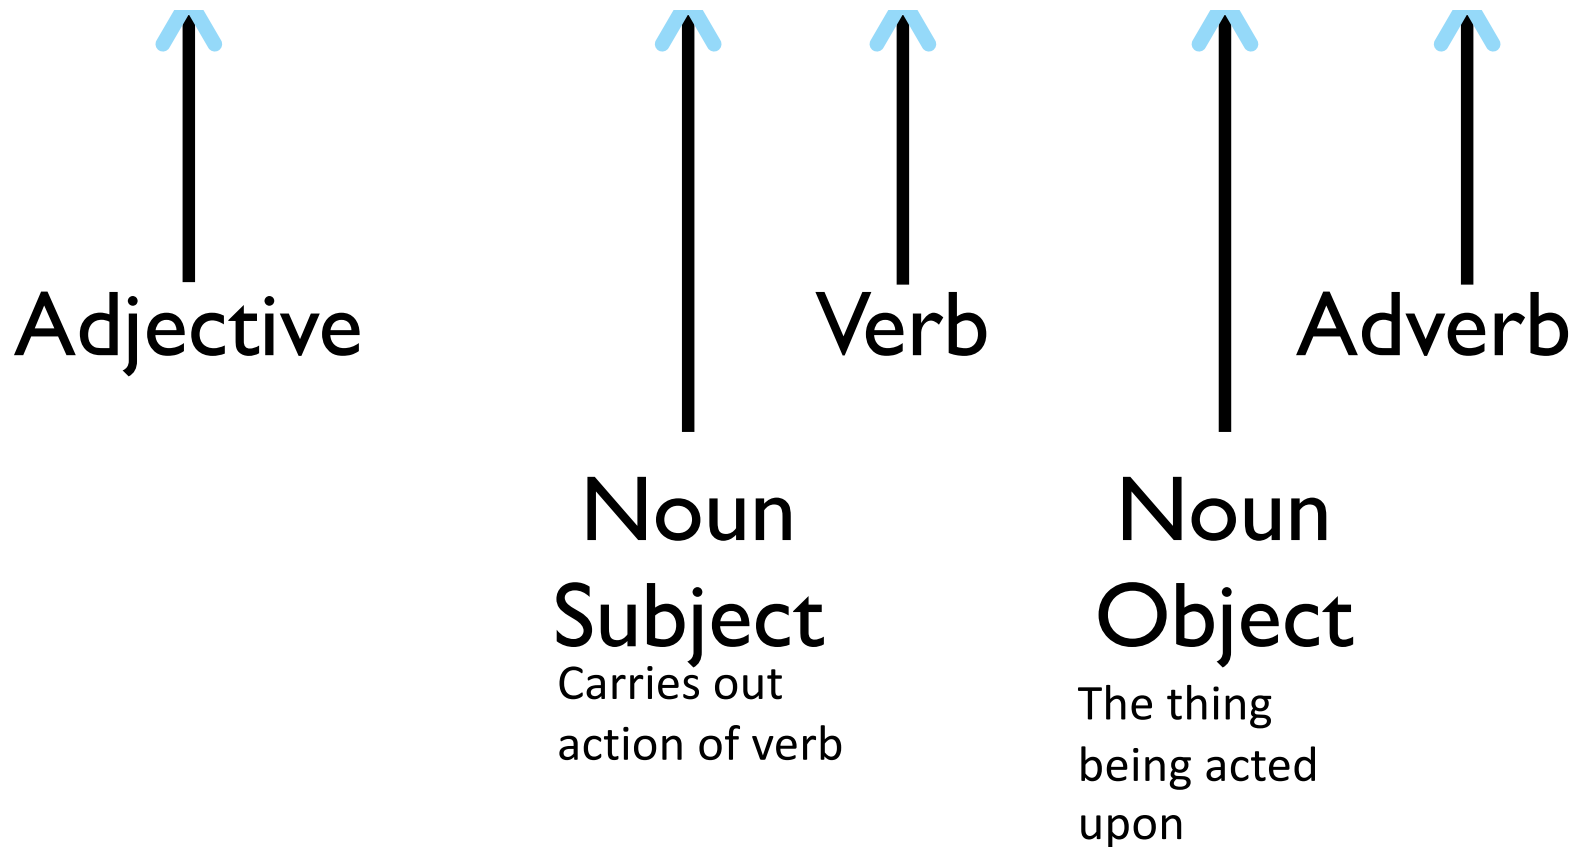 Adjective
Verb
Adverb
Noun
Subject
Carries out
action of verb
Noun
Object
The thing
being acted
upon